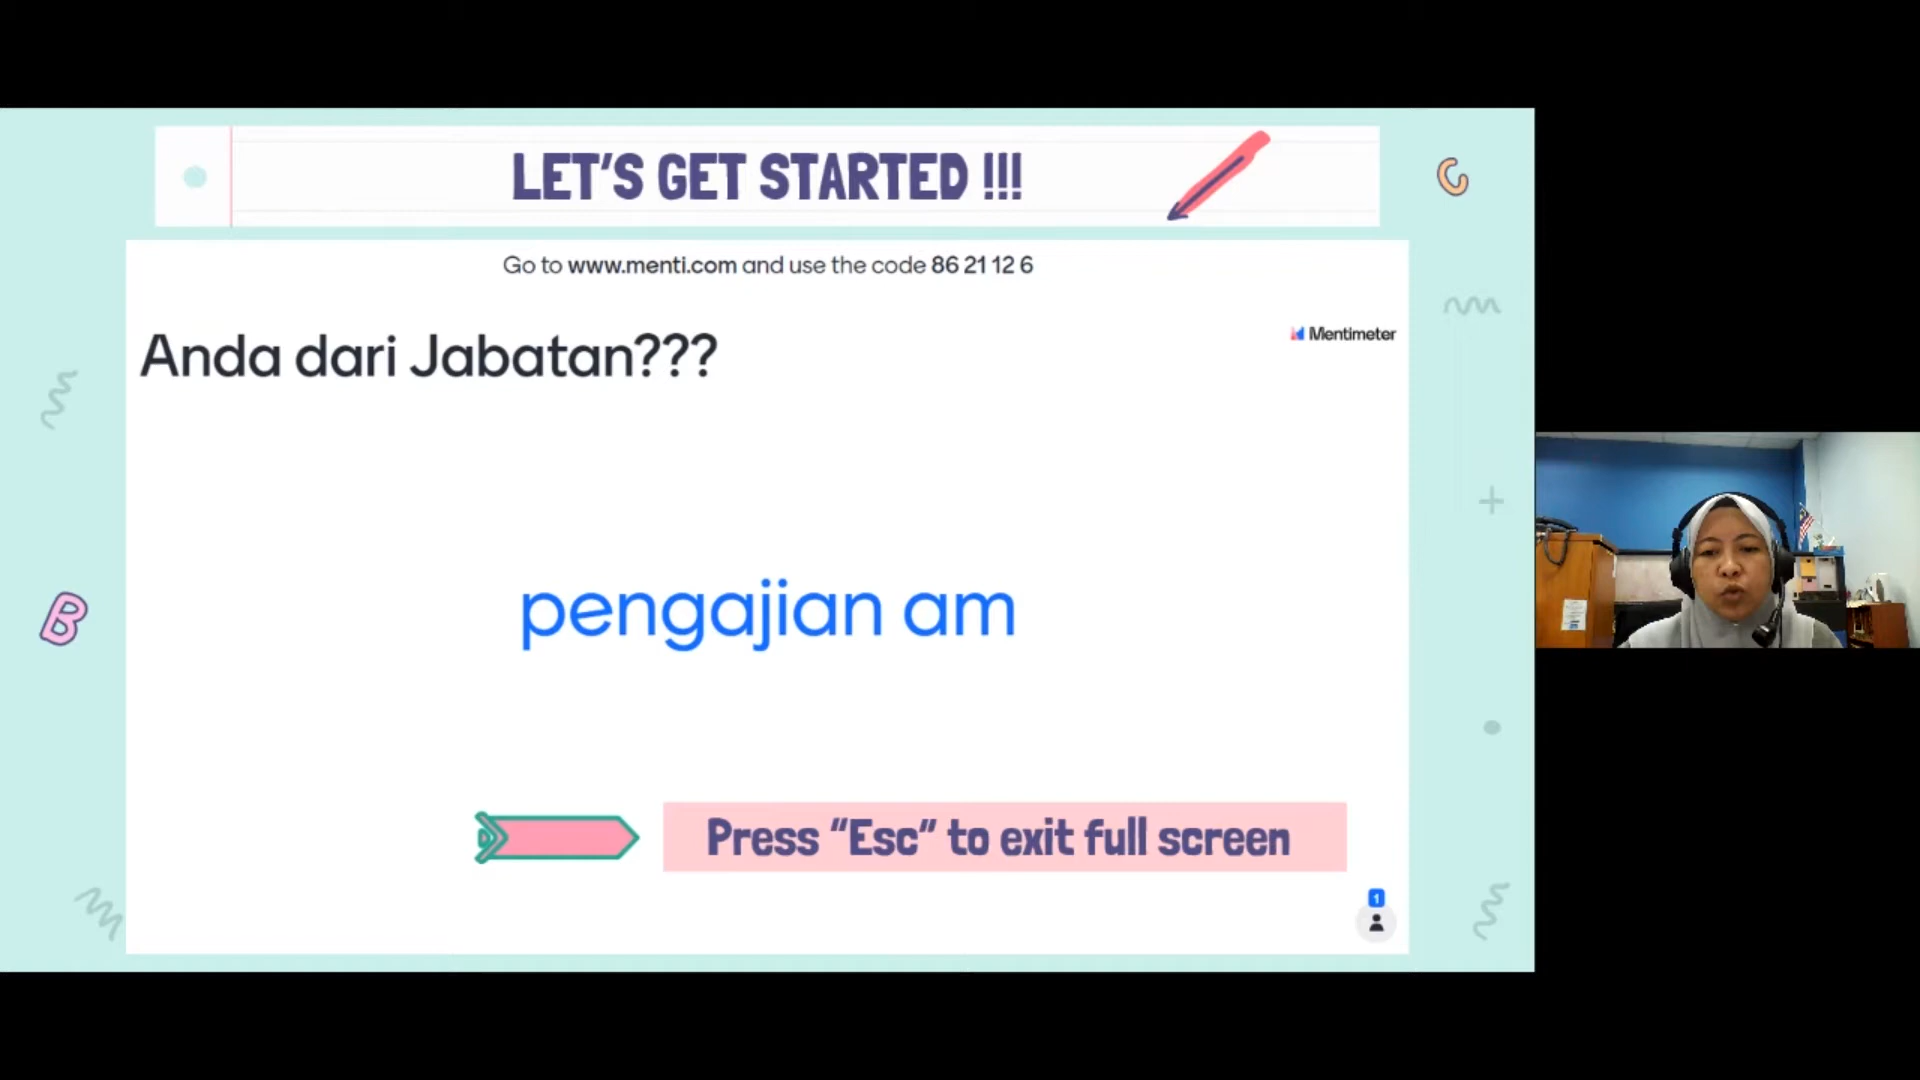 LET'S GET STARTED !!!
Go to www.menti.com and use the code 86 21 12 6
Mentimeter
Anda dari Jabatan???
pengajian am
Press “Esc” to exit full screen
1
C
B